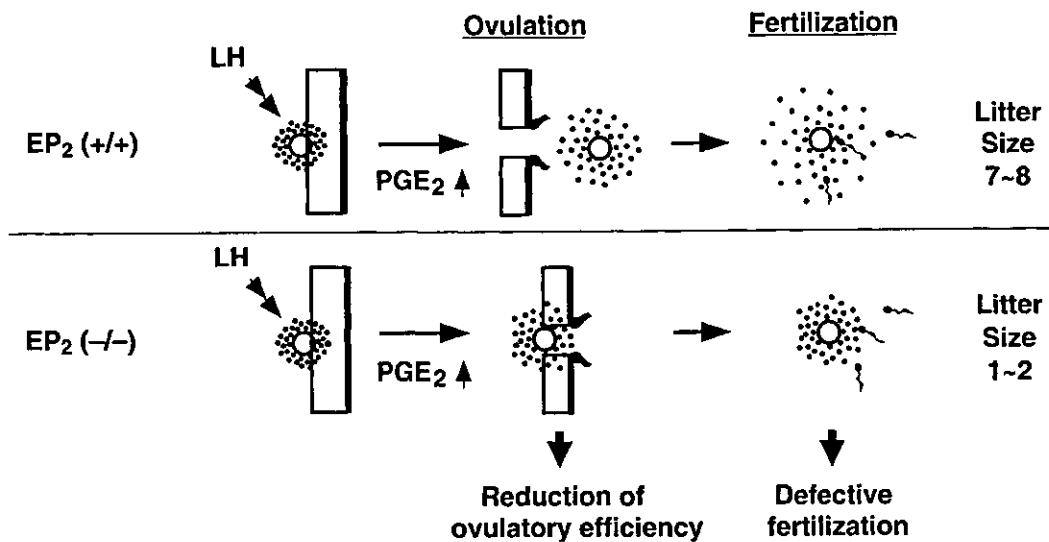 Ovulation
Fertilization
LH
EP₂ (+/+)
PGE₂
Litter
Size
7~8
LH
EP₂ (–/–)
PGE₂
Litter
Size
1~2
Reduction of
ovulatory efficiency
Defective
fertilization